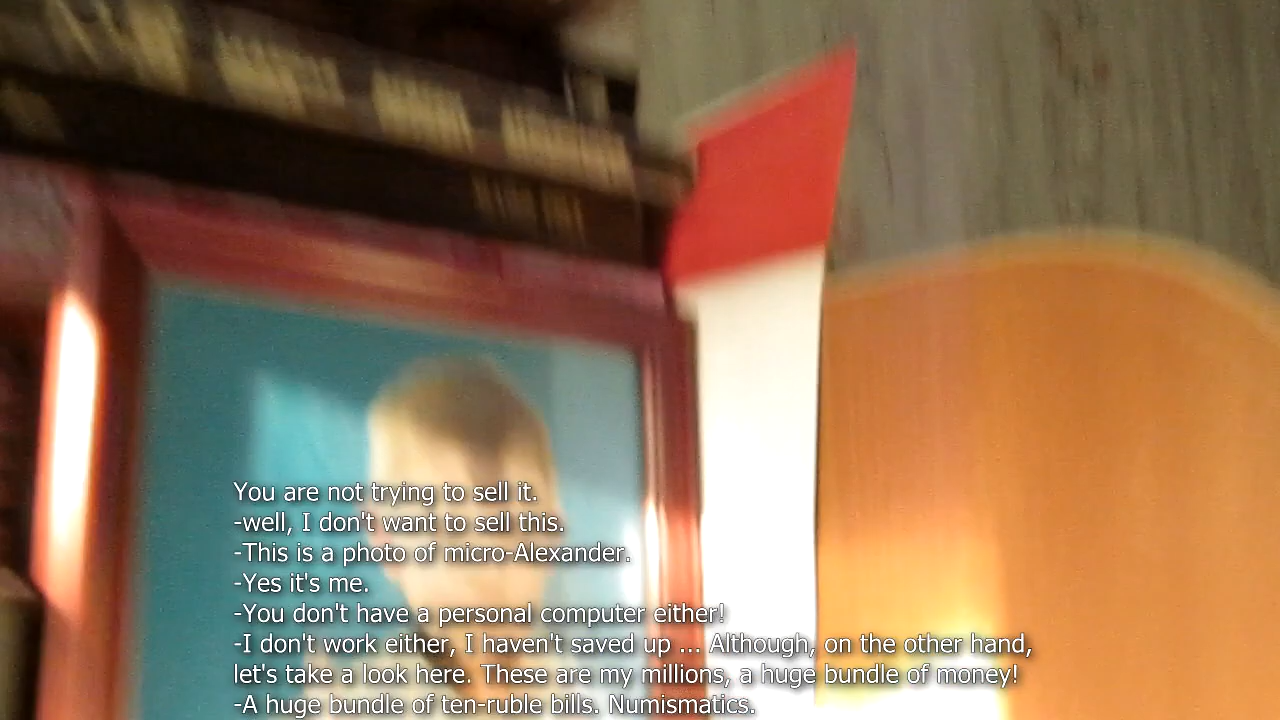 You are not trying to sell it.
-well, I don't want to sell this.
-This is a photo of micro-Alexander.
-Yes it's me.
-You don't have a personal computer either!
-I don't work either, I haven't saved up ... Although, on the other hand,
let's take a look here. These are my millions, a huge bundle of money!
-A huge bundle of ten-ruble bills. Numismatics.